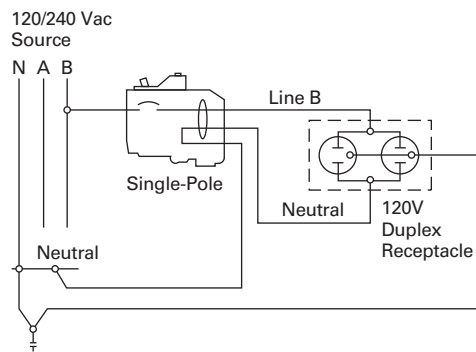 120/240 Vac
Source
N A B
Line B
Single-Pole
Neutral
120V
Duplex
Receptacle
Neutral